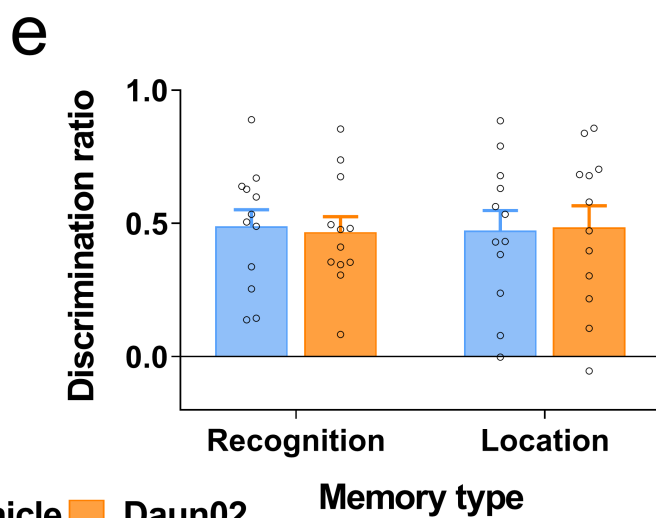 e
1.0
0.5
0.0
Discrimination ratio
Recognition Location
Memory type
Daun02